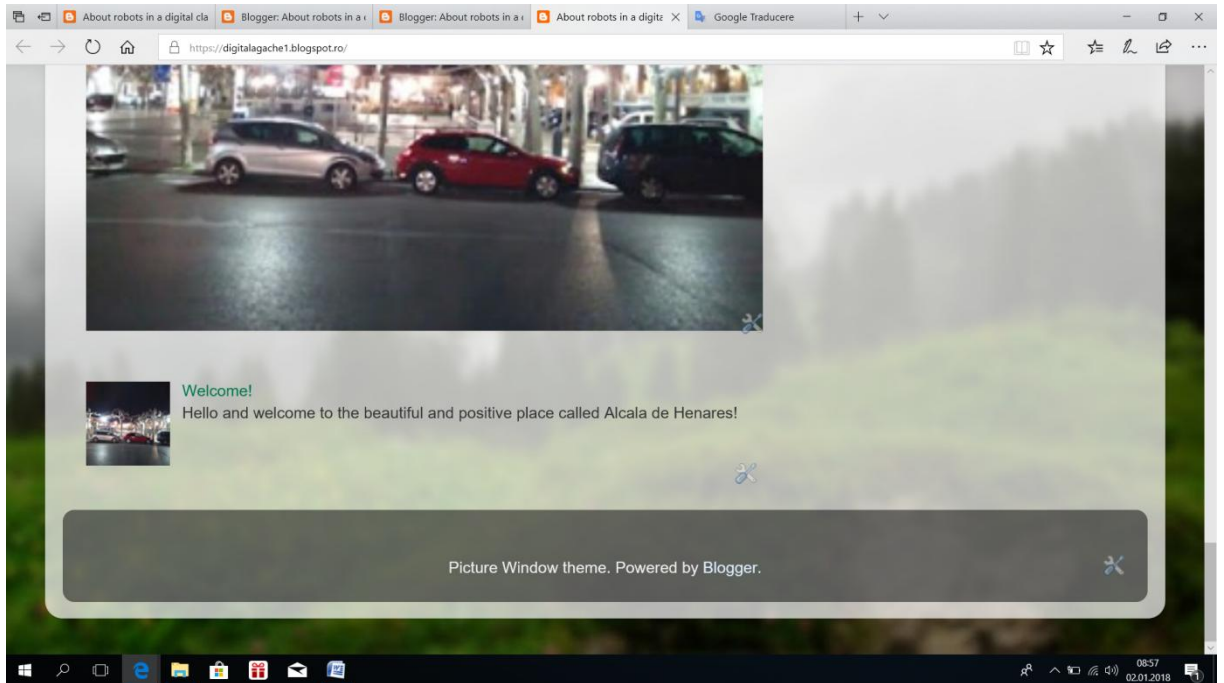 About robots in a digital cla
Blogger: About robots in a
Blogger: About robots in a
About robots in a digita
Google Traducere
https://digitalagache1.blogspot.ro/
Welcome!
Hello and welcome to the beautiful and positive place called Alcala de Henares!
Picture Window theme. Powered by Blogger.
08:57
02.01.2018